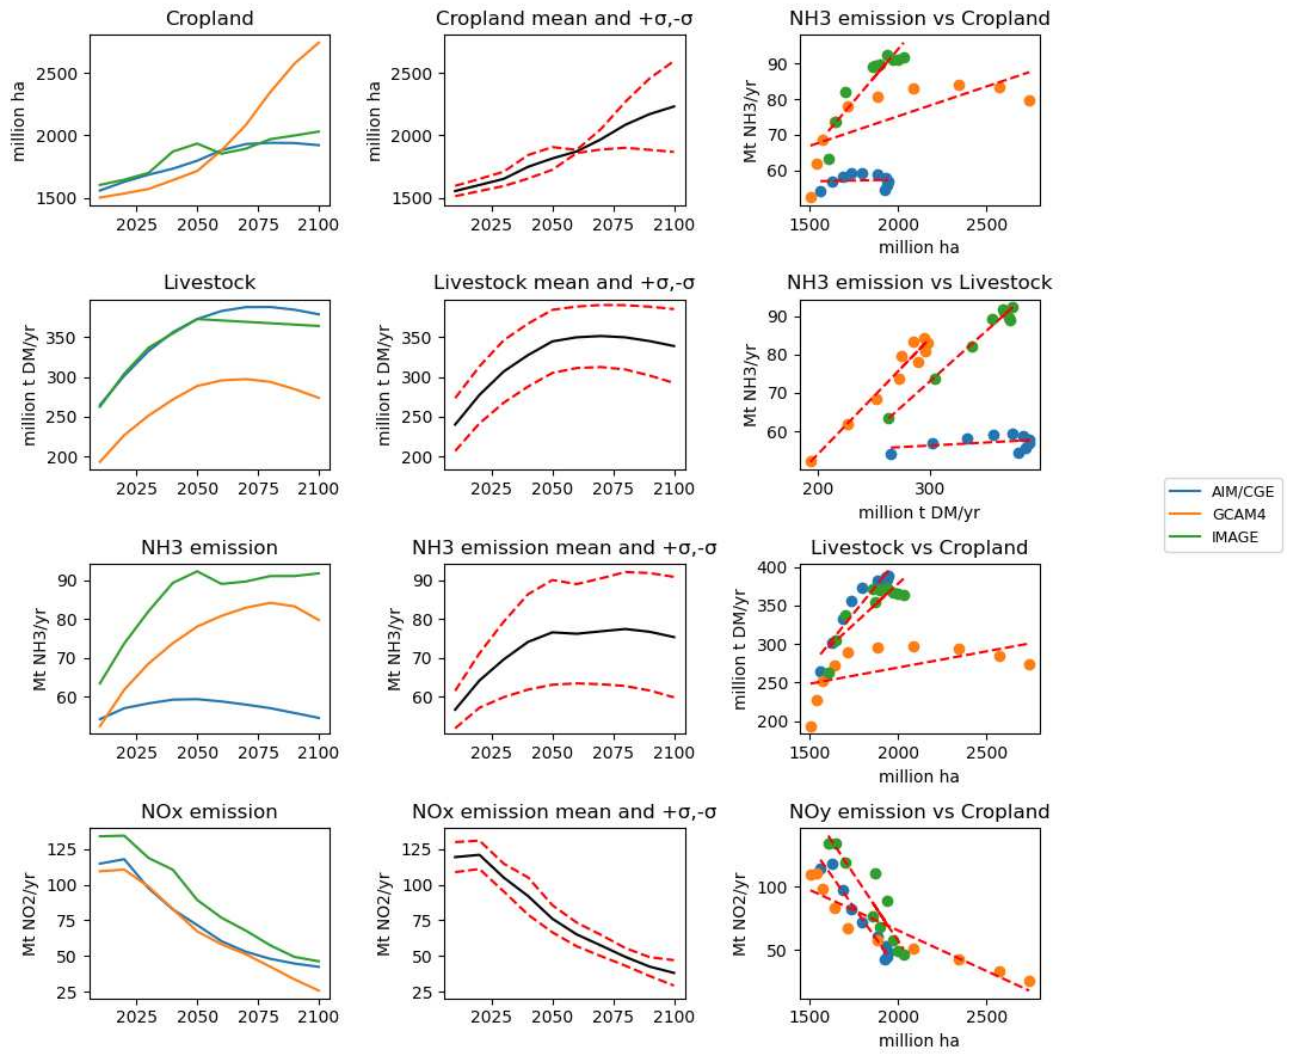 Cropland
million ha
2500
2000
1500
2025 2050 2075 2100
Cropland mean and +σ,-σ
million ha
2500
2000
1500
2025 2050 2075 2100
NH3 emission vs Cropland
Mt NH3/yr
90
80
70
60
1500 2000 2500
million ha
Livestock
million t DM/yr
350
300
250
200
2025 2050 2075 2100
Livestock mean and +σ,-σ
million t DM/yr
350
300
250
200
2025 2050 2075 2100
NH3 emission vs Livestock
Mt NH3/yr
90
80
70
60
200 300
million t DM/yr
AIM/CGE
GCAM4
IMAGE
NH3 emission
Mt NH3/yr
90
80
70
60
2025 2050 2075 2100
NH3 emission mean and +σ,-σ
Mt NH3/yr
90
80
70
60
2025 2050 2075 2100
Livestock vs Cropland
million t DM/yr
400
350
300
250
200
1500 2000 2500
million ha
NOx emission
Mt NO2/yr
125
100
75
50
25
2025 2050 2075 2100
NOx emission mean and +σ,-σ
Mt NO2/yr
125
100
75
50
25
2025 2050 2075 2100
NOy emission vs Cropland
Mt NO2/yr
100
50
1500 2000 2500
million ha